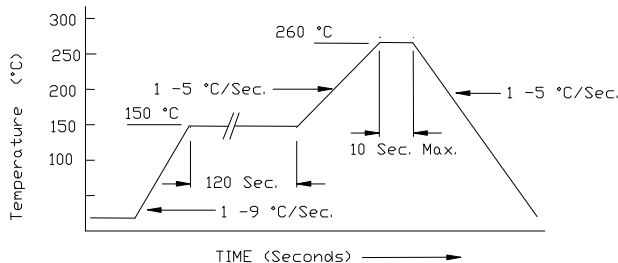 300
260 °C
250
1 -5 °C/Sec.
1 -5 °C/Sec.
200
150 °C
150
10 Sec. Max.
100
120 Sec.
1 -9 °C/Sec.
Temperature (°C)
TIME (Seconds)